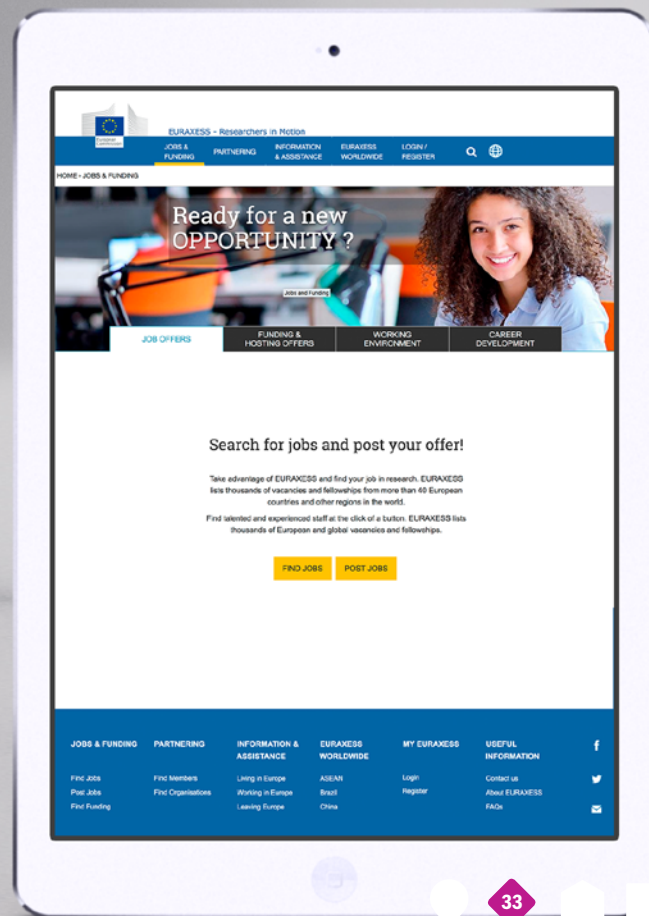 European
Commission
EURAXESS - Researchers in Motion
JOBS &
FUNDING
PARTNERING
INFORMATION
& ASSISTANCE
EURAXESS
WORLDWIDE
LOGIN /
REGISTER
HOME › JOBS & FUNDING
Ready for a new
OPPORTUNITY ?
Jobs and Funding
JOB OFFERS
FUNDING &
HOSTING OFFERS
WORKING
ENVIRONMENT
CAREER
DEVELOPMENT
Search for jobs and post your offer!
Take advantage of EURAXESS and find your job in research. EURAXESS
lists thousands of vacancies and fellowships from more than 40 European
countries and other regions in the world.
Find talented and experienced staff at the click of a button. EURAXESS lists
thousands of European and global vacancies and fellowships.
FIND JOBS
POST JOBS
JOBS & FUNDING
Find Jobs
Post Jobs
Find Funding
PARTNERING
Find Members
Find Organisations
INFORMATION &
ASSISTANCE
Living in Europe
Working in Europe
Leaving Europe
EURAXESS
WORLDWIDE
ASEAN
Brazil
China
MY EURAXESS
Login
Register
USEFUL
INFORMATION
Contact us
About EURAXESS
FAQs
33